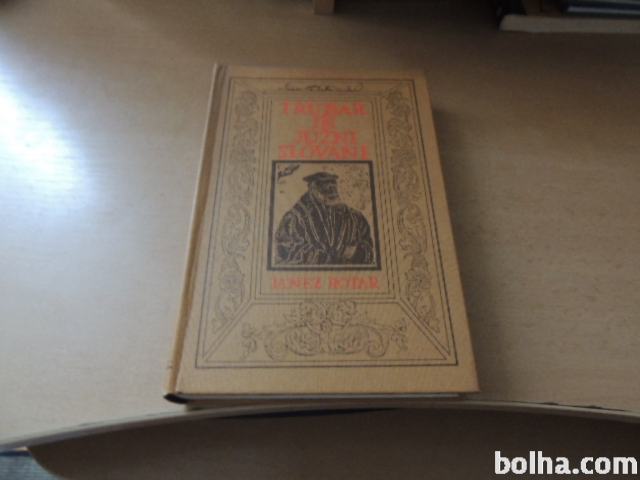 TRUBAR
IN
JUŽNI
SLOVANI
JANEZ ROTAR
bolha.com